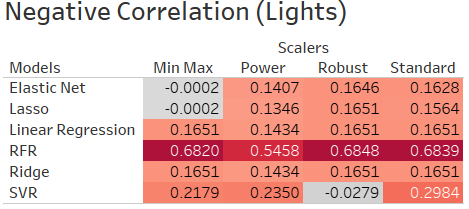 Negative Correlation (Lights)
Scalers
Models Min Max Power Robust Standard
Elastic Net -0.0002 0.1407 0.1646 0.1628
Lasso -0.0002 0.1346 0.1651 0.1564
Linear Regression 0.1651 0.1434 0.1651 0.1651
RFR 0.6820 0.5458 0.6848 0.6839
Ridge 0.1651 0.1434 0.1651 0.1651
SVR 0.2179 0.2350 -0.0279 0.2984